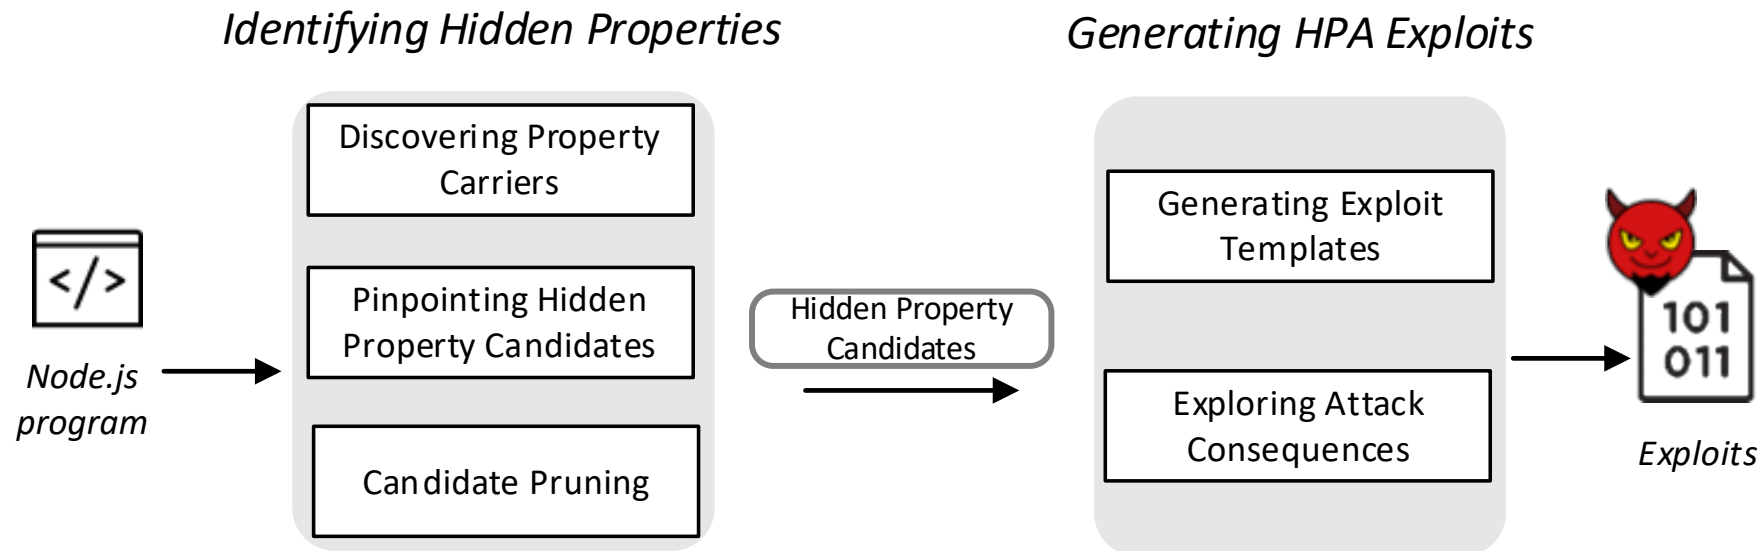 Identifying Hidden Properties
Generating HPA Exploits
</>
Node.js
program
Discovering Property
Carriers
Pinpointing Hidden
Property Candidates
Candidate Pruning
Hidden Property
Candidates
Generating Exploit
Templates
Exploring Attack
Consequences
101
011
Exploits